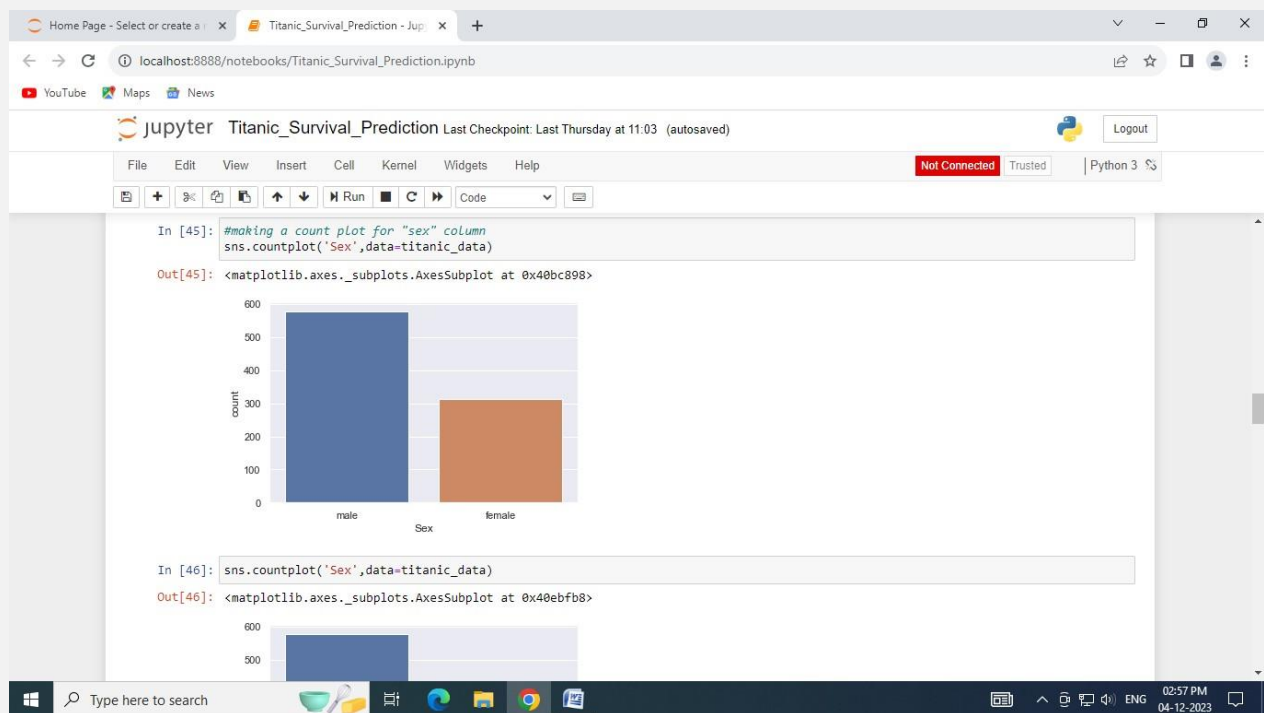 Home Page - Select or create a
Titanic_Survival_Prediction - Jup
localhost:8888/notebooks/Titanic_Survival_Prediction.ipynb
YouTube Maps News
jupyter Titanic_Survival_Prediction Last Checkpoint: Last Thursday at 11:03 (autosaved)
Logout
File Edit View Insert Cell Kernel Widgets Help
Not Connected Trusted Python 3
Run Code
In [45]: #making a count plot for "sex" column
sns.countplot('Sex',data=titanic_data)
Out[45]: <matplotlib.axes._subplots.AxesSubplot at 0x40bc898>
600
500
400
300
200
100
0
count
male female
Sex
In [46]: sns.countplot('Sex',data=titanic_data)
Out[46]: <matplotlib.axes._subplots.AxesSubplot at 0x40ebfb8>
600
500
Type here to search
ENG
02:57 PM
04-12-2023